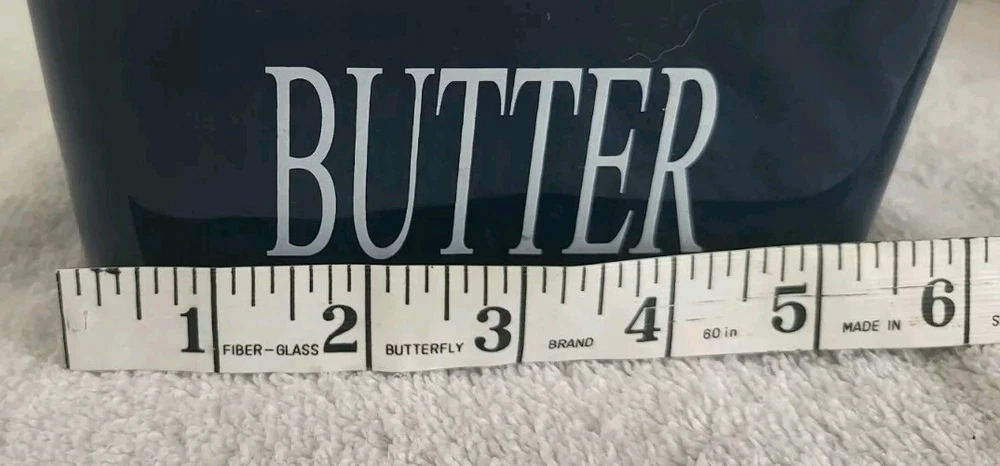 BUTTER
1 FIBER-GLASS 2 BUTTERFLY 3 BRAND 4 60 in 5 MADE IN 6 S